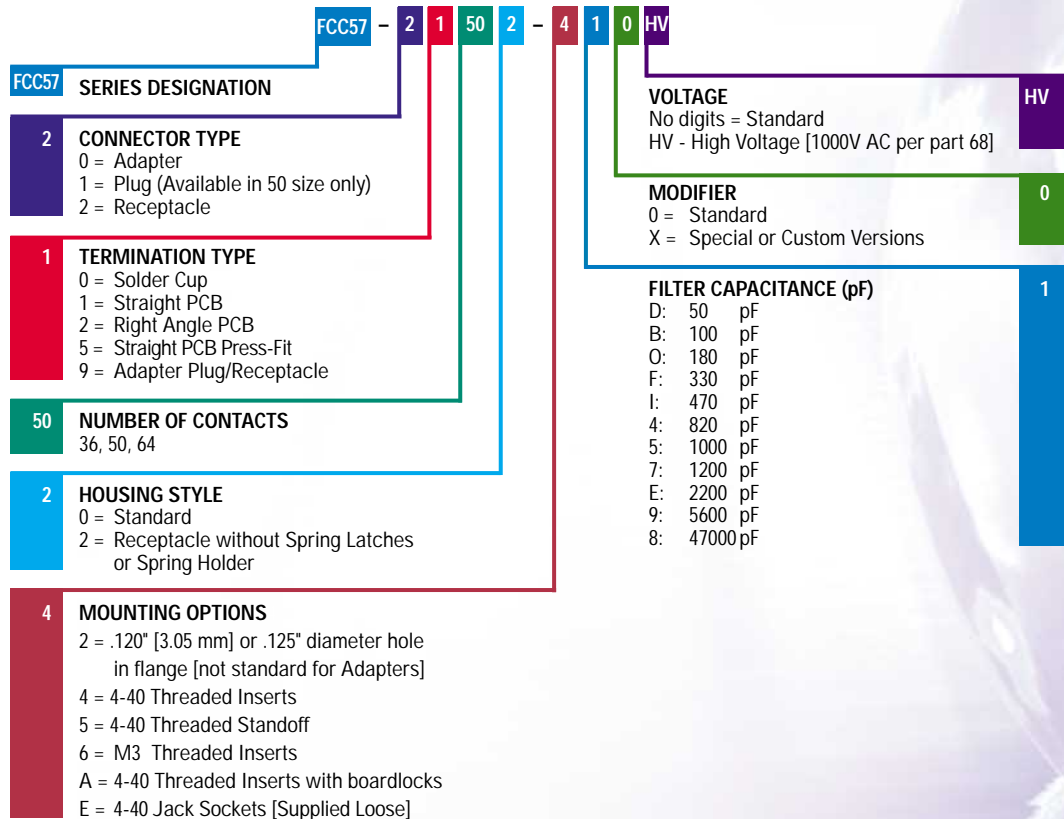 FCC57 – 2 1 50 2 - 4 1 0 HV
FCC57 SERIES DESIGNATION
2 CONNECTOR TYPE
0 = Adapter
1 = Plug (Available in 50 size only)
2 = Receptacle
1 TERMINATION TYPE
0 = Solder Cup
1 = Straight PCB
2 = Right Angle PCB
5 = Straight PCB Press-Fit
9 = Adapter Plug/Receptacle
50 NUMBER OF CONTACTS
36, 50, 64
2 HOUSING STYLE
0 = Standard
2 = Receptacle without Spring Latches
or Spring Holder
4 MOUNTING OPTIONS
2 = .120" [3.05 mm] or .125" diameter hole
in flange [not standard for Adapters]
4 = 4-40 Threaded Inserts
5 = 4-40 Threaded Standoff
6 = M3 Threaded Inserts
A = 4-40 Threaded Inserts with boardlocks
E = 4-40 Jack Sockets [Supplied Loose]
VOLTAGE HV
No digits = Standard
HV - High Voltage [1000V AC per part 68]
MODIFIER 0
0 = Standard
X = Special or Custom Versions
FILTER CAPACITANCE (pF) 1
D: 50 pF
B: 100 pF
O: 180 pF
F: 330 pF
I: 470 pF
4: 820 pF
5: 1000 pF
7: 1200 pF
E: 2200 pF
9: 5600 pF
8: 47000 pF